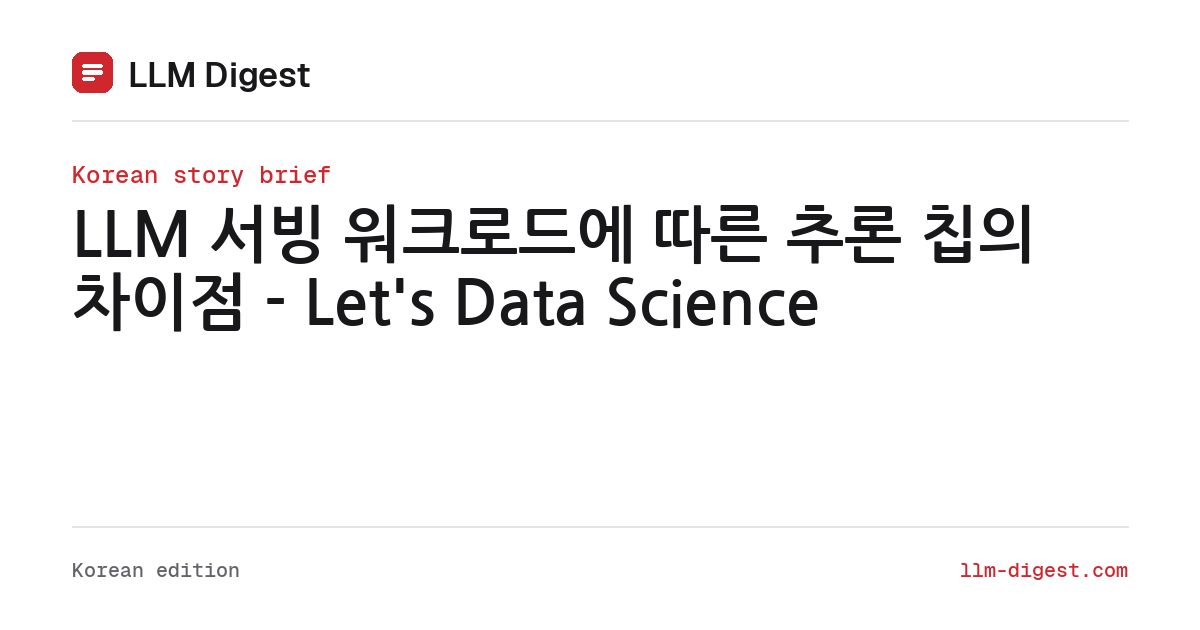 LLM Digest
Korean story brief
LLM 서빙 워크로드에 따른 추론 칩의
차이점 - Let's Data Science
Korean edition
llm-digest.com